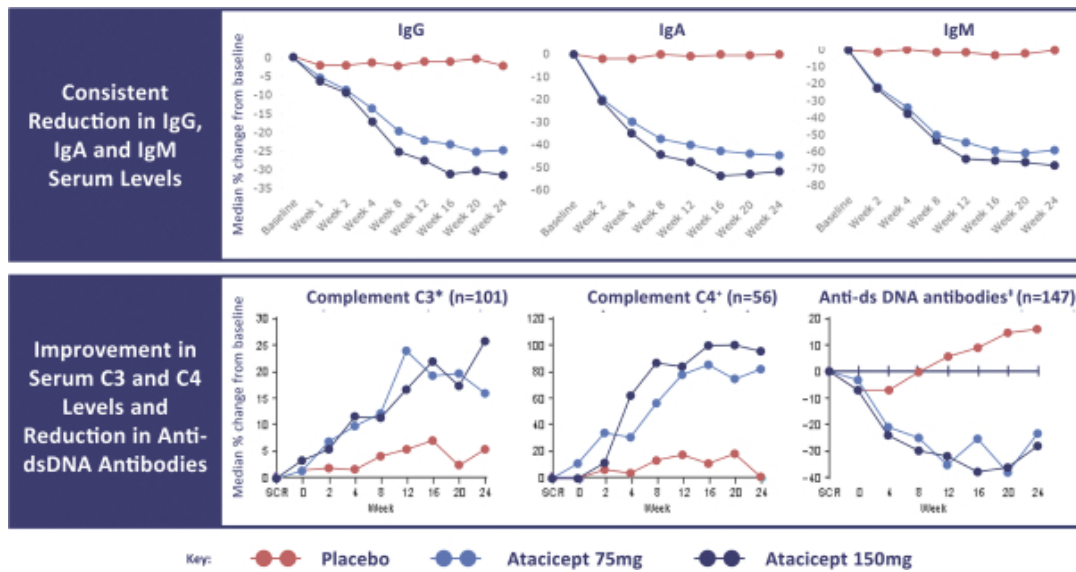 Consistent
Reduction in IgG,
IgA and IgM
Serum Levels
Median % change from baseline
IgG
0
-5
-10
-15
-20
-25
-30
-35
Baseline
Week 1
Week 2
Week 4
Week 8
Week 12
Week 16
Week 20
Week 24
IgA
0
-10
-20
-30
-40
-50
-60
Baseline
Week 2
Week 4
Week 8
Week 12
Week 16
Week 20
Week 24
IgM
0
-10
-20
-30
-40
-50
-60
-70
-80
Baseline
Week 2
Week 4
Week 8
Week 12
Week 16
Week 20
Week 24
Improvement in
Serum C3 and C4
Levels and
Reduction in Anti-
dsDNA Antibodies
Median % change from baseline
Complement C3* (n=101)
30
25
20
15
10
5
0
SCR 0 2 4 8 12 16 20 24
Week
Complement C4⁺ (n=56)
120
100
80
60
40
20
0
SCR 0 2 4 8 12 16 20 24
Week
Anti-ds DNA antibodies‡ (n=147)
20
10
0
-10
-20
-30
-40
SCR 0 4 8 12 16 20 24
Week
Key: Placebo Atacicept 75mg Atacicept 150mg